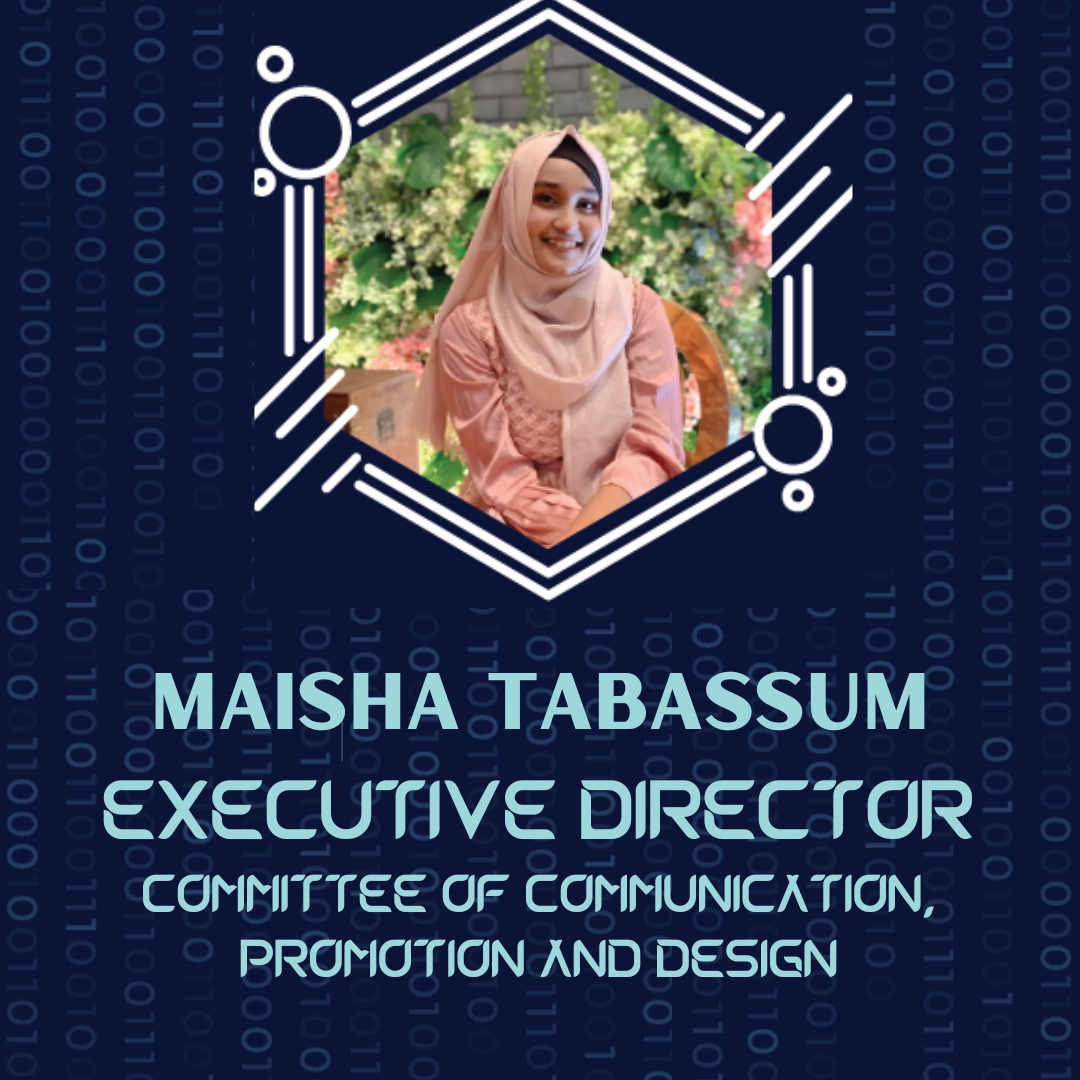 MAISHA TABASSUM
EXECUTIVE DIRECTOR
COMMITTEE OF COMMUNICATION,
PROMOTION AND DESIGN